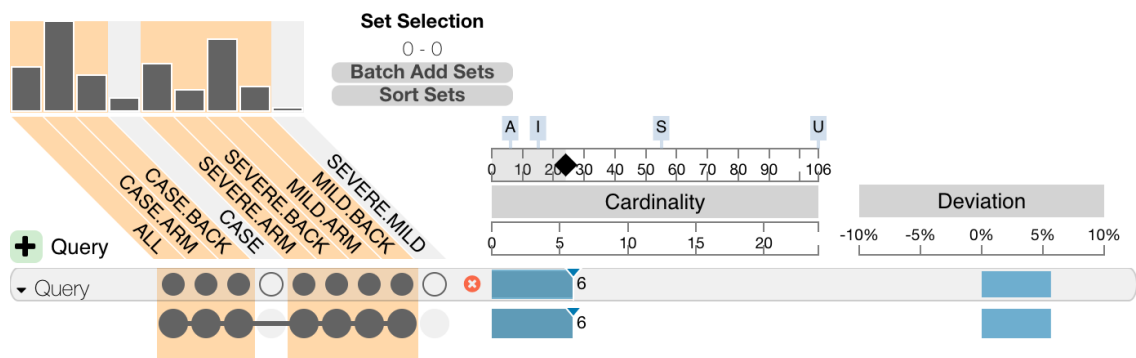 Set Selection
0 - 0
Batch Add Sets
Sort Sets
ALL
CASE.ARM
CASE.BACK
CASE
SEVERE.ARM
SEVERE.BACK
MILD.ARM
MILD.BACK
SEVERE.MILD
A I S U
0 10 20 30 40 50 60 70 80 90 106
Cardinality
Deviation
0 5 10 15 20
-10% -5% 0% 5% 10%
Query
Query
6
6